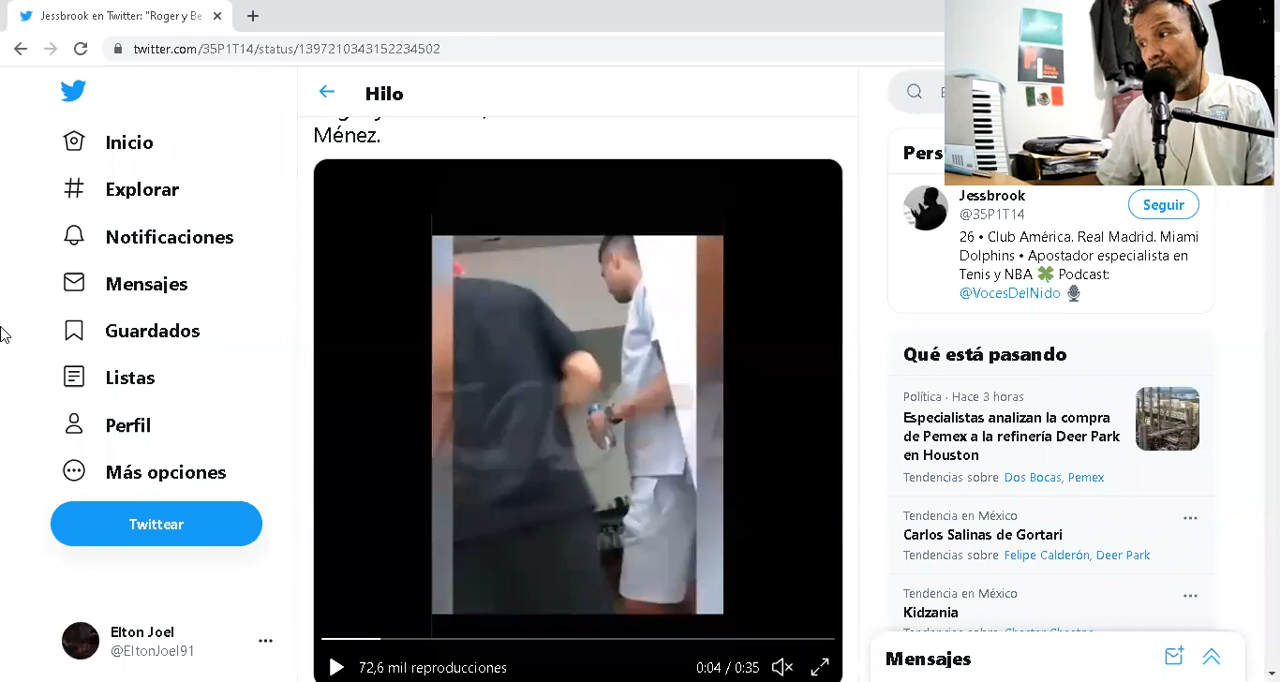 Jessbrook en Twitter: "Roger y Be
twitter.com/35P1T14/status/1397210343152234502
Hilo
Ménez.
Inicio
Explorar
Notificaciones
Mensajes
Guardados
Listas
Perfil
Más opciones
Twittear
Elton Joel
@EltonJoel91
72,6 mil reproducciones
0:04 / 0:35
Pers
Jessbrook
@35P1T14
Seguir
26 • Club América. Real Madrid. Miami
Dolphins • Apostador especialista en
Tenis y NBA 🍀 Podcast:
@VocesDelNido 🎙️
Qué está pasando
Política · Hace 3 horas
Especialistas analizan la compra
de Pemex a la refinería Deer Park
en Houston
Tendencias sobre Dos Bocas, Pemex
Tendencia en México
Carlos Salinas de Gortari
Tendencias sobre Felipe Calderón, Deer Park
Tendencia en México
Kidzania
Mensajes